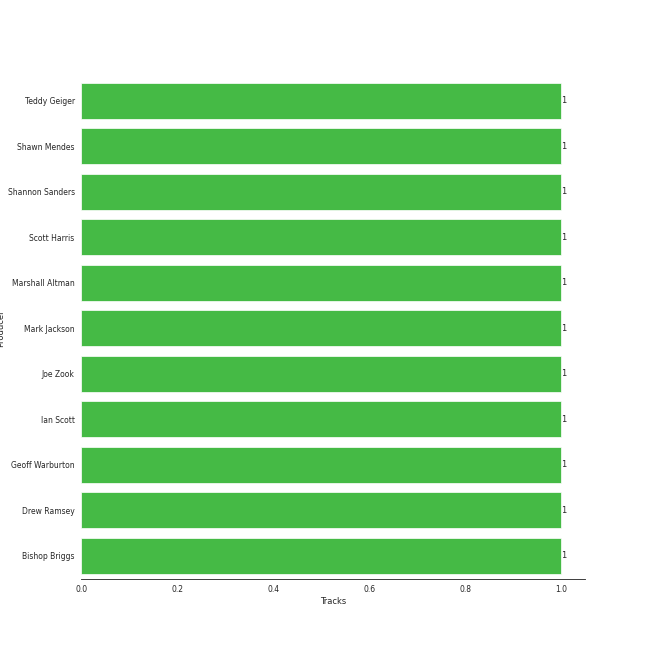 Teddy Geiger 1
Shawn Mendes 1
Shannon Sanders 1
Scott Harris 1
Marshall Altman 1
Mark Jackson 1
Joe Zook 1
Ian Scott 1
Geoff Warburton 1
Drew Ramsey 1
Bishop Briggs 1
0.0 0.2 0.4 0.6 0.8 1.0
Tracks
Producer